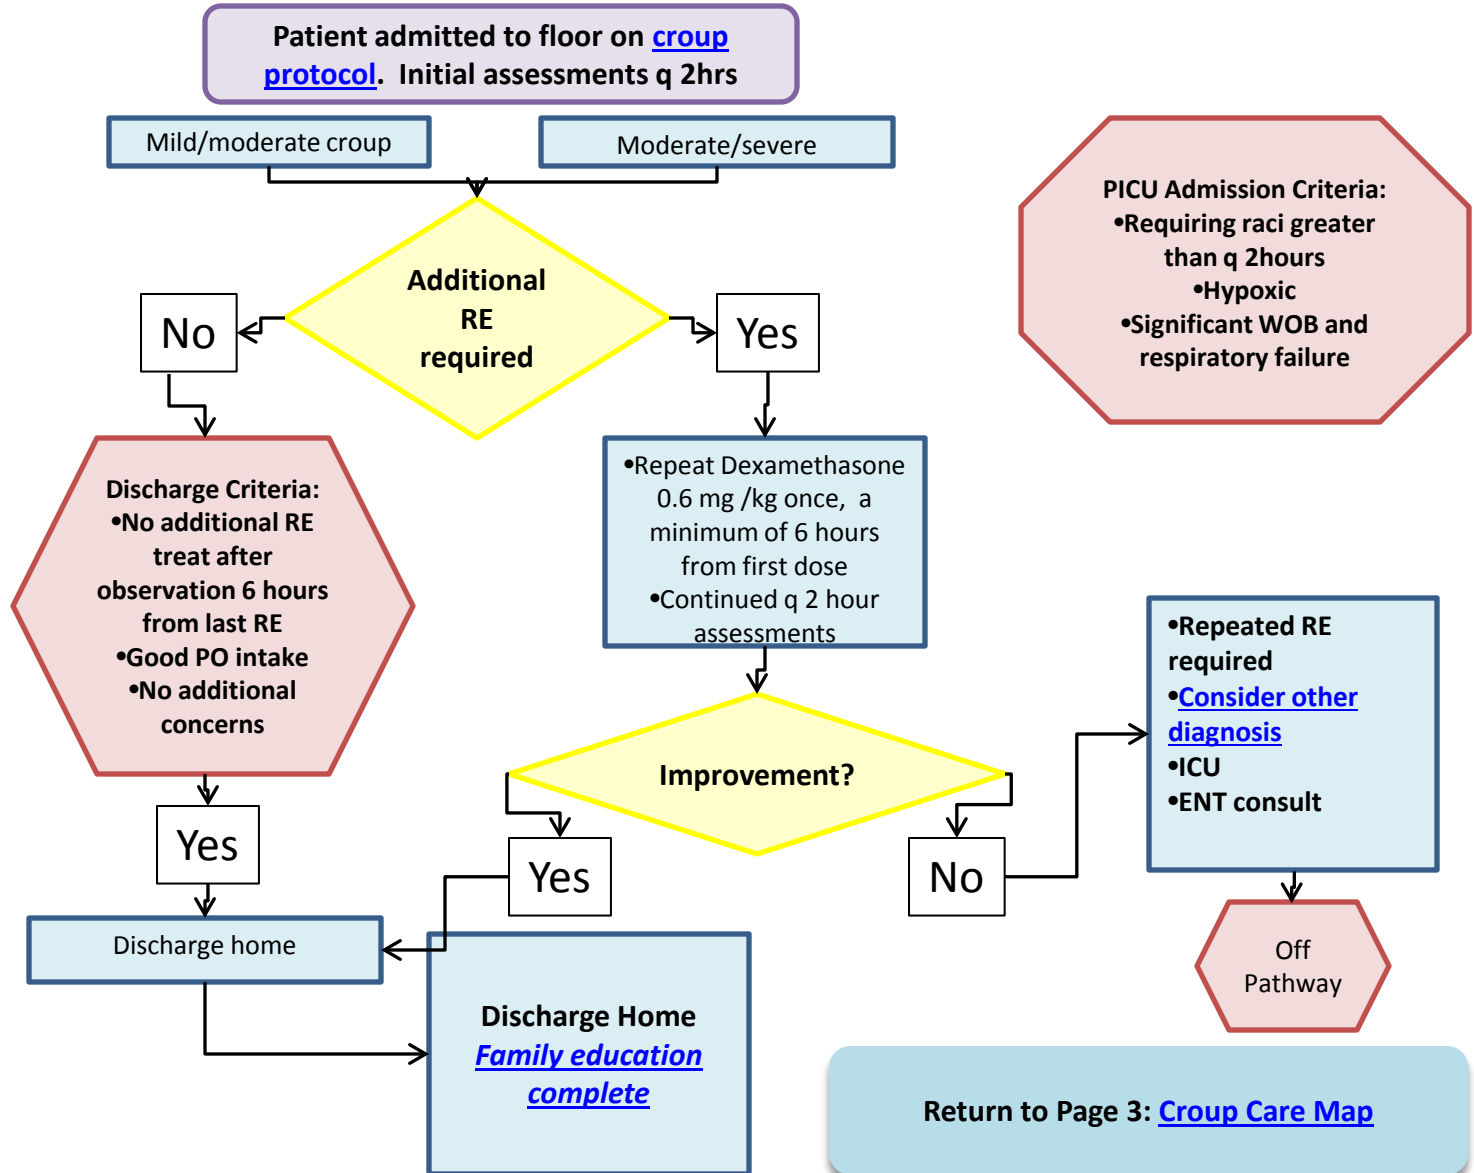 Patient admitted to floor on croup
protocol.  Initial assessments q 2hrs
Mild/moderate croup
Moderate/severe
PICU Admission Criteria:
•Requiring raci greater
than q 2hours
•Hypoxic
•Significant WOB and
respiratory failure
Additional
RE
required
No
Yes
Discharge Criteria:
•No additional RE
treat after
observation 6 hours
from last RE
•Good PO intake
•No additional
concerns
•Repeat Dexamethasone
0.6 mg /kg once,  a
minimum of 6 hours
from first dose
•Continued q 2 hour
assessments
•Repeated RE
required
•Consider other
diagnosis
•ICU
•ENT consult
Improvement?
Yes
Yes
No
Discharge home
Off
Pathway
Discharge Home
Family education
complete
Return to Page 3: Croup Care Map